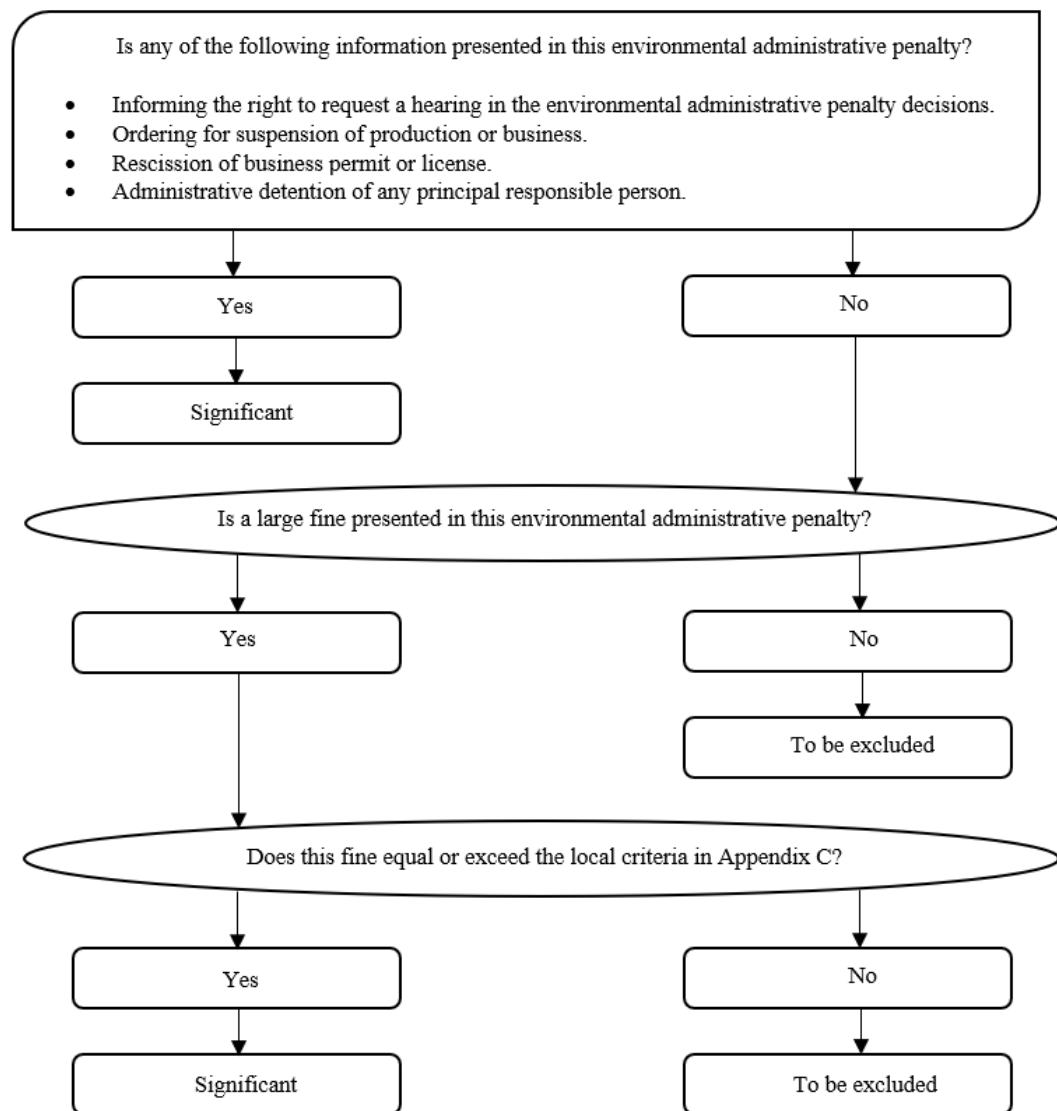 Is any of the following information presented in this environmental administrative penalty?
• Informing the right to request a hearing in the environmental administrative penalty decisions.
• Ordering for suspension of production or business.
• Rescission of business permit or license.
• Administrative detention of any principal responsible person.
Yes
No
Significant
Is a large fine presented in this environmental administrative penalty?
Yes
No
To be excluded
Does this fine equal or exceed the local criteria in Appendix C?
Yes
No
Significant
To be excluded